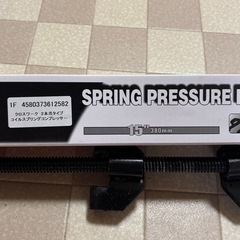 1F 4580373612582
クロスワーク 2本爪タイプ
コイルスプリングコンプレッサー
SPRING PRESSURE
15" 380mm